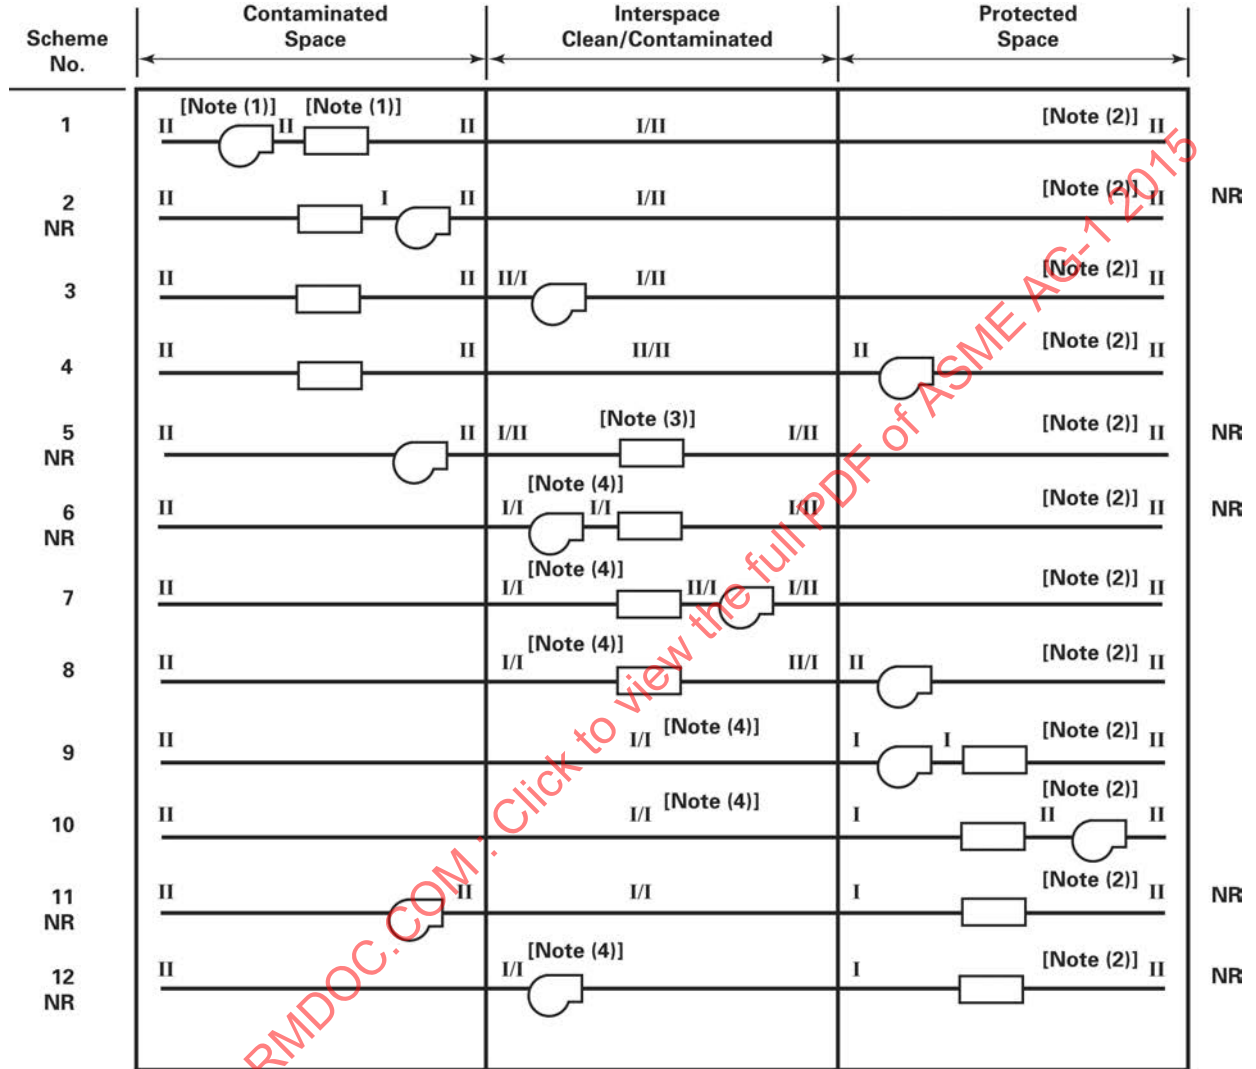 Contaminated Interspace Protected
Scheme Space Clean/Contaminated Space
No.
[Note (1)] [Note (1)] [Note (2)]
1 II II II I/II II
[Note (2)]
2 II I II I/II II NR
NR
[Note (2)]
3 II II II/I I/II II
[Note (2)]
4 II II II/II II II
[Note (3)] [Note (2)]
5 II II I/II I/II II NR
NR
[Note (4)] [Note (2)]
6 II I/I I/I I/II II NR
NR
[Note (4)] [Note (2)]
7 II I/I II/I I/II II
[Note (4)] [Note (2)]
8 II I/I II/I II II
[Note (4)] [Note (2)]
9 II I/I I I II
[Note (4)] [Note (2)]
10 II I/I I II II
[Note (2)]
11 II II I/I I II NR
NR
[Note (4)] [Note (2)]
12 II I/I I II NR
NR
RMDOC.COM : Click to view the full PDF of ASME AG-1 2015